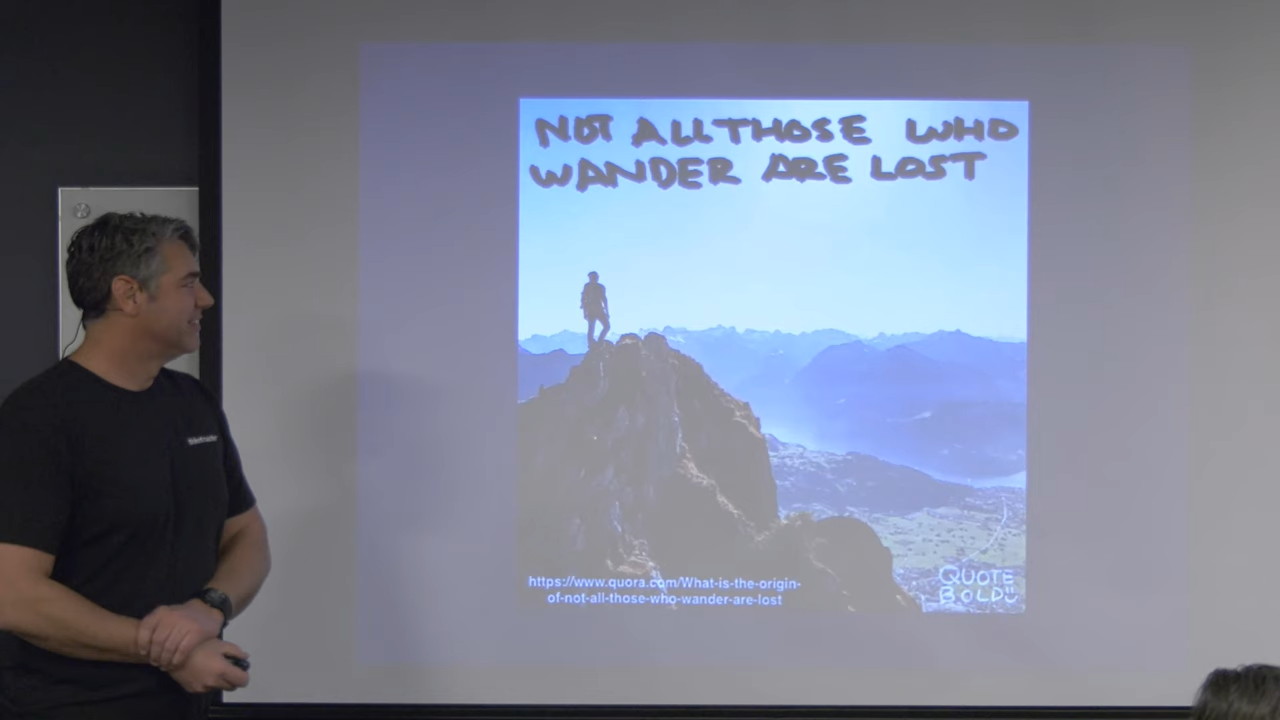 NOT ALL THOSE WHO
WANDER ARE LOST
https://www.quora.com/What-is-the-origin-
of-not-all-those-who-wander-are-lost
QUOTE
BOLD